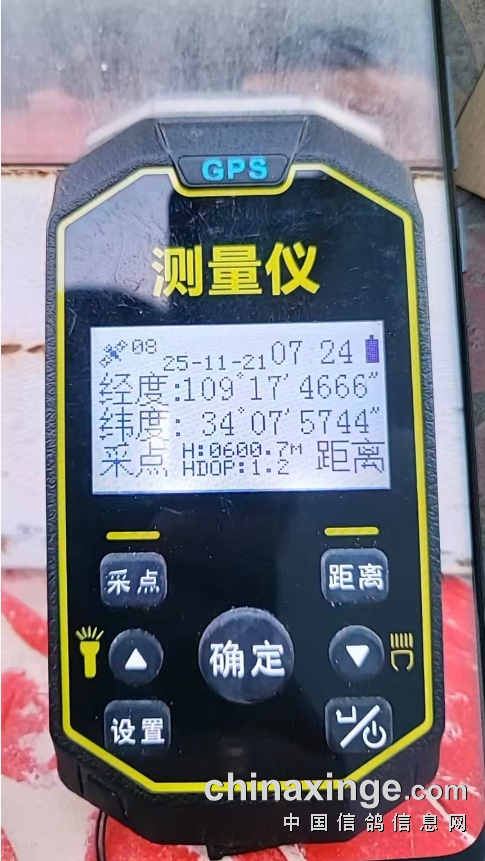 GPS
测量仪
08 25-11-21 07 24
经度:109°17′4666″
纬度: 34°07′5744″
采点 H:0600.7M 距离
HDOP:1.2
采点 距离
确定
设置
chinaxinge.com
中国信鸽信息网